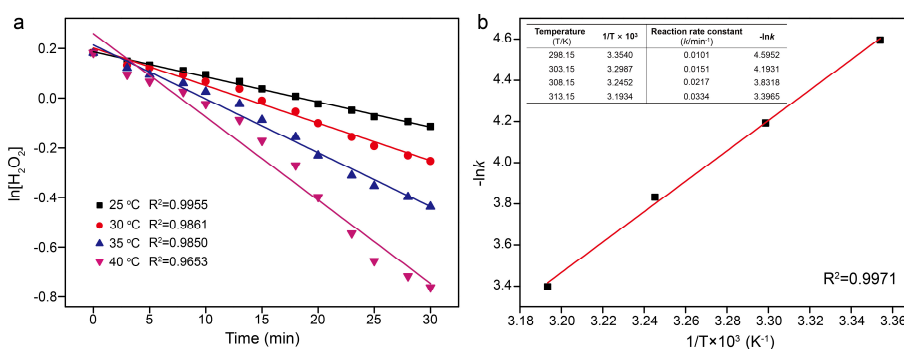 a
ln[H₂O₂]
0.2
0.0
-0.2
-0.4
-0.6
-0.8
25 °C R²=0.9955
30 °C R²=0.9861
35 °C R²=0.9850
40 °C R²=0.9653
0 5 10 15 20 25 30
Time (min)
b
-lnk
4.6
4.4
4.2
4.0
3.8
3.6
3.4
Temperature (T/K) 1/T × 10³ Reaction rate constant (k/min⁻¹) -lnk
298.15 3.3540 0.0101 4.5952
303.15 3.2987 0.0151 4.1931
308.15 3.2452 0.0217 3.8318
313.15 3.1934 0.0334 3.3965
R²=0.9971
3.18 3.20 3.22 3.24 3.26 3.28 3.30 3.32 3.34 3.36
1/T×10³ (K⁻¹)